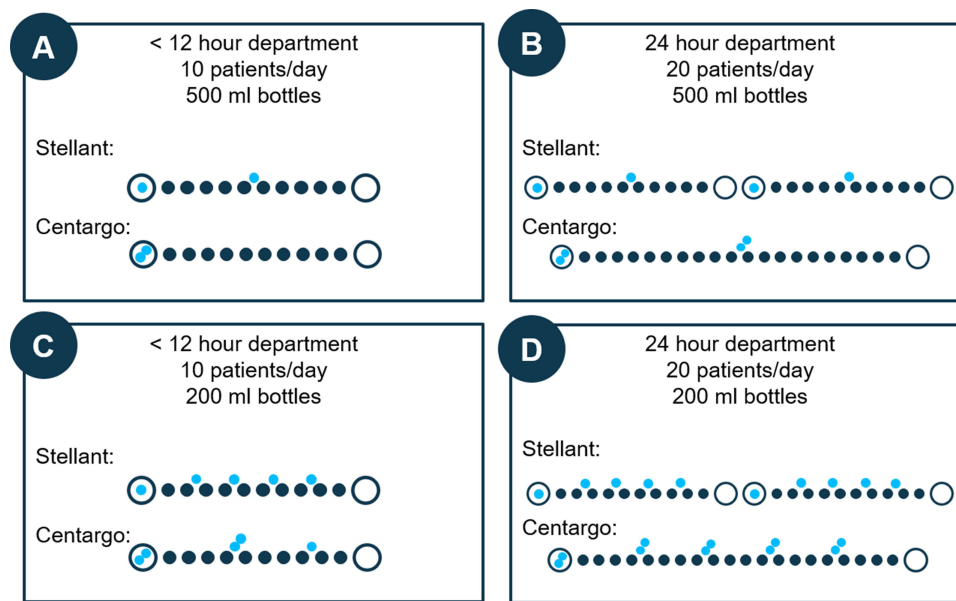 A
< 12 hour department
10 patients/day
500 ml bottles
Stellant:
Centargo:
B
24 hour department
20 patients/day
500 ml bottles
Stellant:
Centargo:
C
< 12 hour department
10 patients/day
200 ml bottles
Stellant:
Centargo:
D
24 hour department
20 patients/day
200 ml bottles
Stellant:
Centargo: